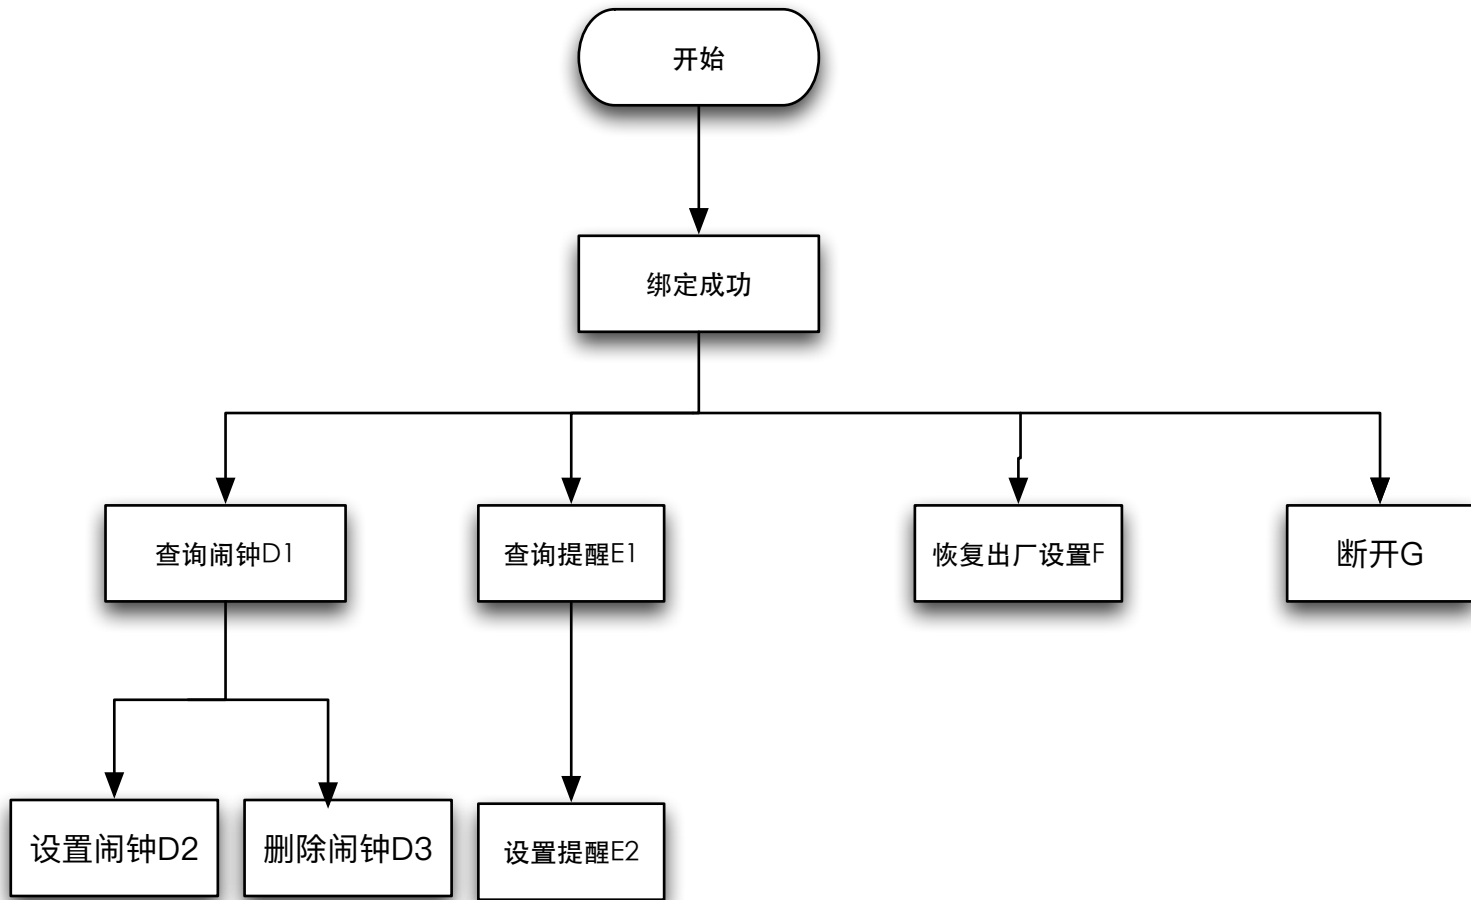 开始
绑定成功
查询闹钟D1
查询提醒E1
恢复出厂设置F
断开G
设置闹钟D2
删除闹钟D3
设置提醒E2